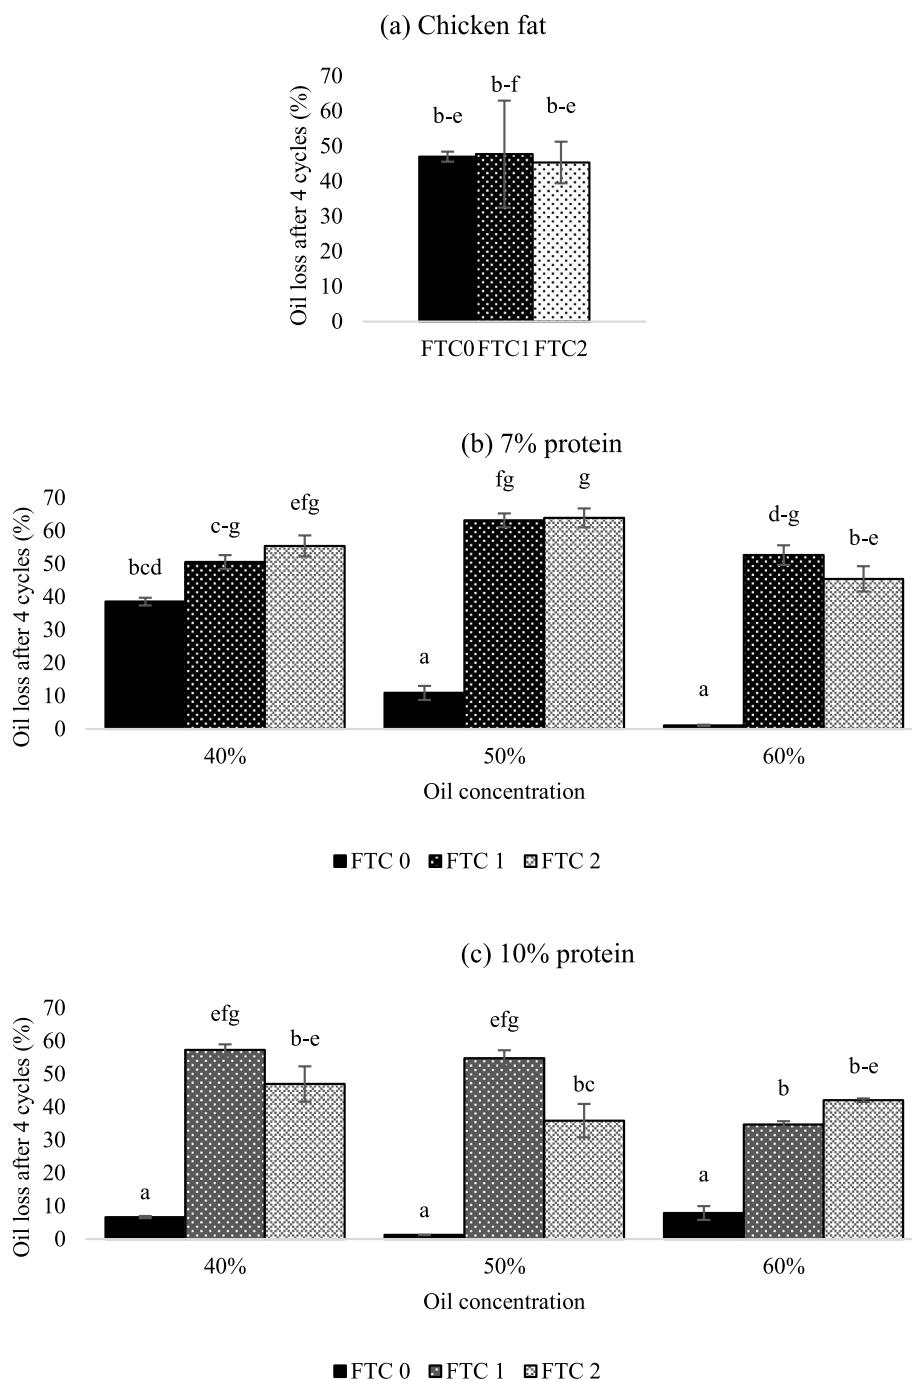 (a) Chicken fat
Oil loss after 4 cycles (%)
70
60
50
40
30
20
10
0
b-e
b-f
b-e
FTC0 FTC1 FTC2
(b) 7% protein
Oil loss after 4 cycles (%)
70
60
50
40
30
20
10
0
bcd
c-g
efg
a
fg
g
a
d-g
b-e
40% 50% 60%
Oil concentration
FTC 0 FTC 1 FTC 2
(c) 10% protein
Oil loss after 4 cycles (%)
70
60
50
40
30
20
10
0
a
efg
b-e
a
efg
bc
a
b
b-e
40% 50% 60%
Oil concentration
FTC 0 FTC 1 FTC 2